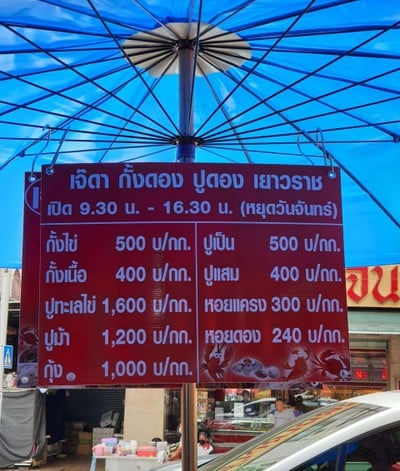 เจ๊ดา กั้งดอง ปูดอง เยาวราช
เปิด 9.30 น. - 16.30 น. (หยุดวันจันทร์)
กั้งไข่ 500 บ/กก.
กั้งเนื้อ 400 บ/กก.
ปูทะเลไข่ 1,600 บ/กก.
ปูม้า 1,200 บ/กก.
กุ้ง 1,000 บ/กก.
ปูเป็น 500 บ/กก.
ปูแสม 400 บ/กก.
หอยแครง 300 บ/กก.
หอยดอง 240 บ/กก.